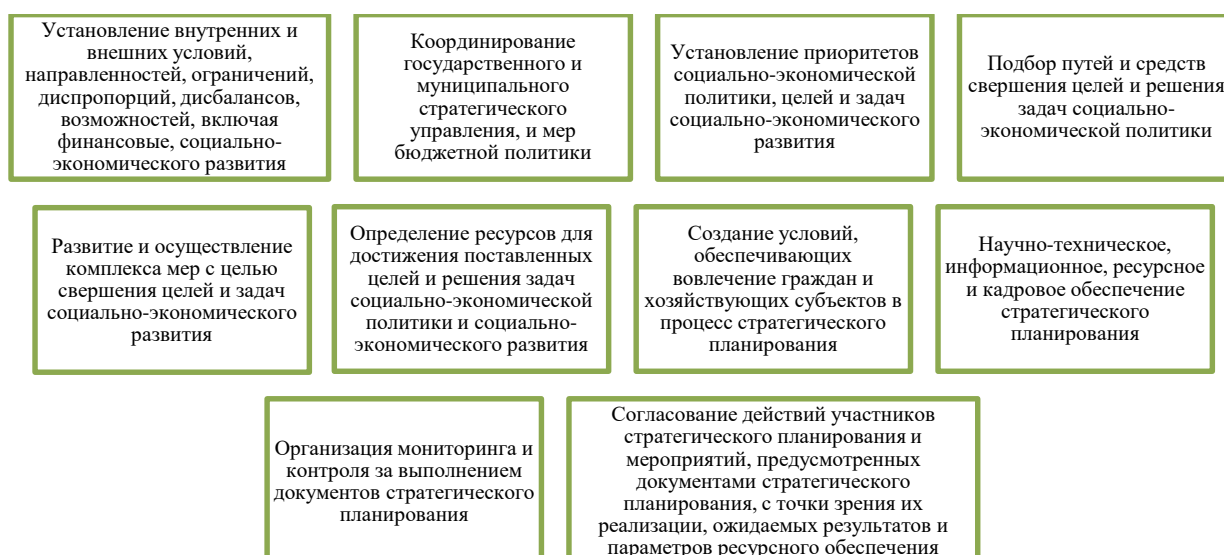 Установление внутренних и
внешних условий,
направленностей, ограничений,
диспропорций, дисбалансов,
возможностей, включая
финансовые, социально-
экономического развития
Координирование
государственного и
муниципального
стратегического
управления, и мер
бюджетной политики
Установление приоритетов
социально-экономической
политики, целей и задач
социально-экономического
развития
Подбор путей и средств
свершения целей и решения
задач социально-
экономической политики
Развитие и осуществление
комплекса мер с целью
свершения целей и задач
социально-экономического
развития
Определение ресурсов для
достижения поставленных
целей и решения задач
социально-экономической
политики и социально-
экономического развития
Создание условий,
обеспечивающих
вовлечение граждан и
хозяйствующих субъектов в
процесс стратегического
планирования
Научно-техническое,
информационное, ресурсное
и кадровое обеспечение
стратегического
планирования
Организация мониторинга и
контроля за выполнением
документов стратегического
планирования
Согласование действий участников
стратегического планирования и
мероприятий, предусмотренных
документами стратегического
планирования, с точки зрения их
реализации, ожидаемых результатов и
параметров ресурсного обеспечения